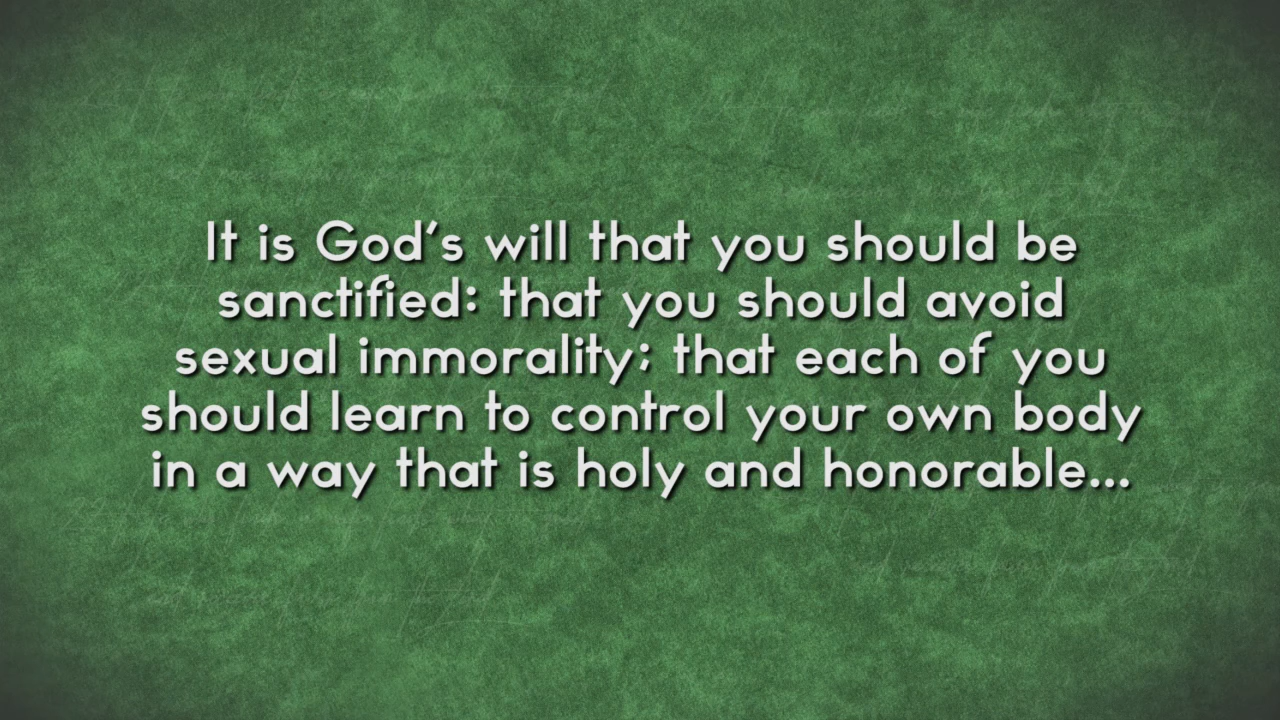 It is God's will that you should be
sanctified: that you should avoid
sexual immorality; that each of you
should learn to control your own body
in a way that is holy and honorable...